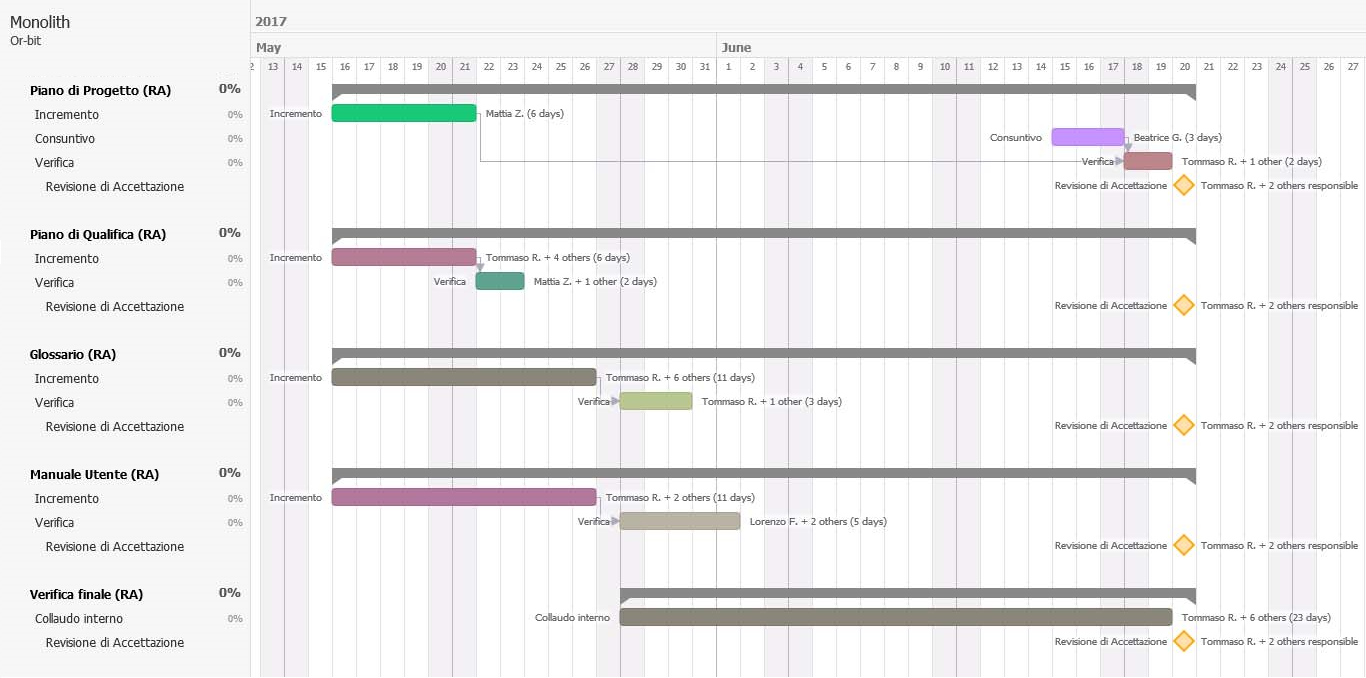 Monolith
Or-bit
2017
May June
2 13 14 15 16 17 18 19 20 21 22 23 24 25 26 27 28 29 30 31 1 2 3 4 5 6 7 8 9 10 11 12 13 14 15 16 17 18 19 20 21 22 23 24 25 26 27
Piano di Progetto (RA) 0%
Incremento 0% Incremento Mattia Z. (6 days)
Consuntivo 0% Consuntivo Beatrice G. (3 days)
Verifica 0% Verifica Tommaso R. + 1 other (2 days)
Revisione di Accettazione Revisione di Accettazione Tommaso R. + 2 others responsible
Piano di Qualifica (RA) 0%
Incremento 0% Incremento Tommaso R. + 4 others (6 days)
Verifica 0% Verifica Mattia Z. + 1 other (2 days)
Revisione di Accettazione Revisione di Accettazione Tommaso R. + 2 others responsible
Glossario (RA) 0%
Incremento 0% Incremento Tommaso R. + 6 others (11 days)
Verifica 0% Verifica Tommaso R. + 1 other (3 days)
Revisione di Accettazione Revisione di Accettazione Tommaso R. + 2 others responsible
Manuale Utente (RA) 0%
Incremento 0% Incremento Tommaso R. + 2 others (11 days)
Verifica 0% Verifica Lorenzo F. + 2 others (5 days)
Revisione di Accettazione Revisione di Accettazione Tommaso R. + 2 others responsible
Verifica finale (RA) 0%
Collaudo interno 0% Collaudo interno Tommaso R. + 6 others (23 days)
Revisione di Accettazione Revisione di Accettazione Tommaso R. + 2 others responsible